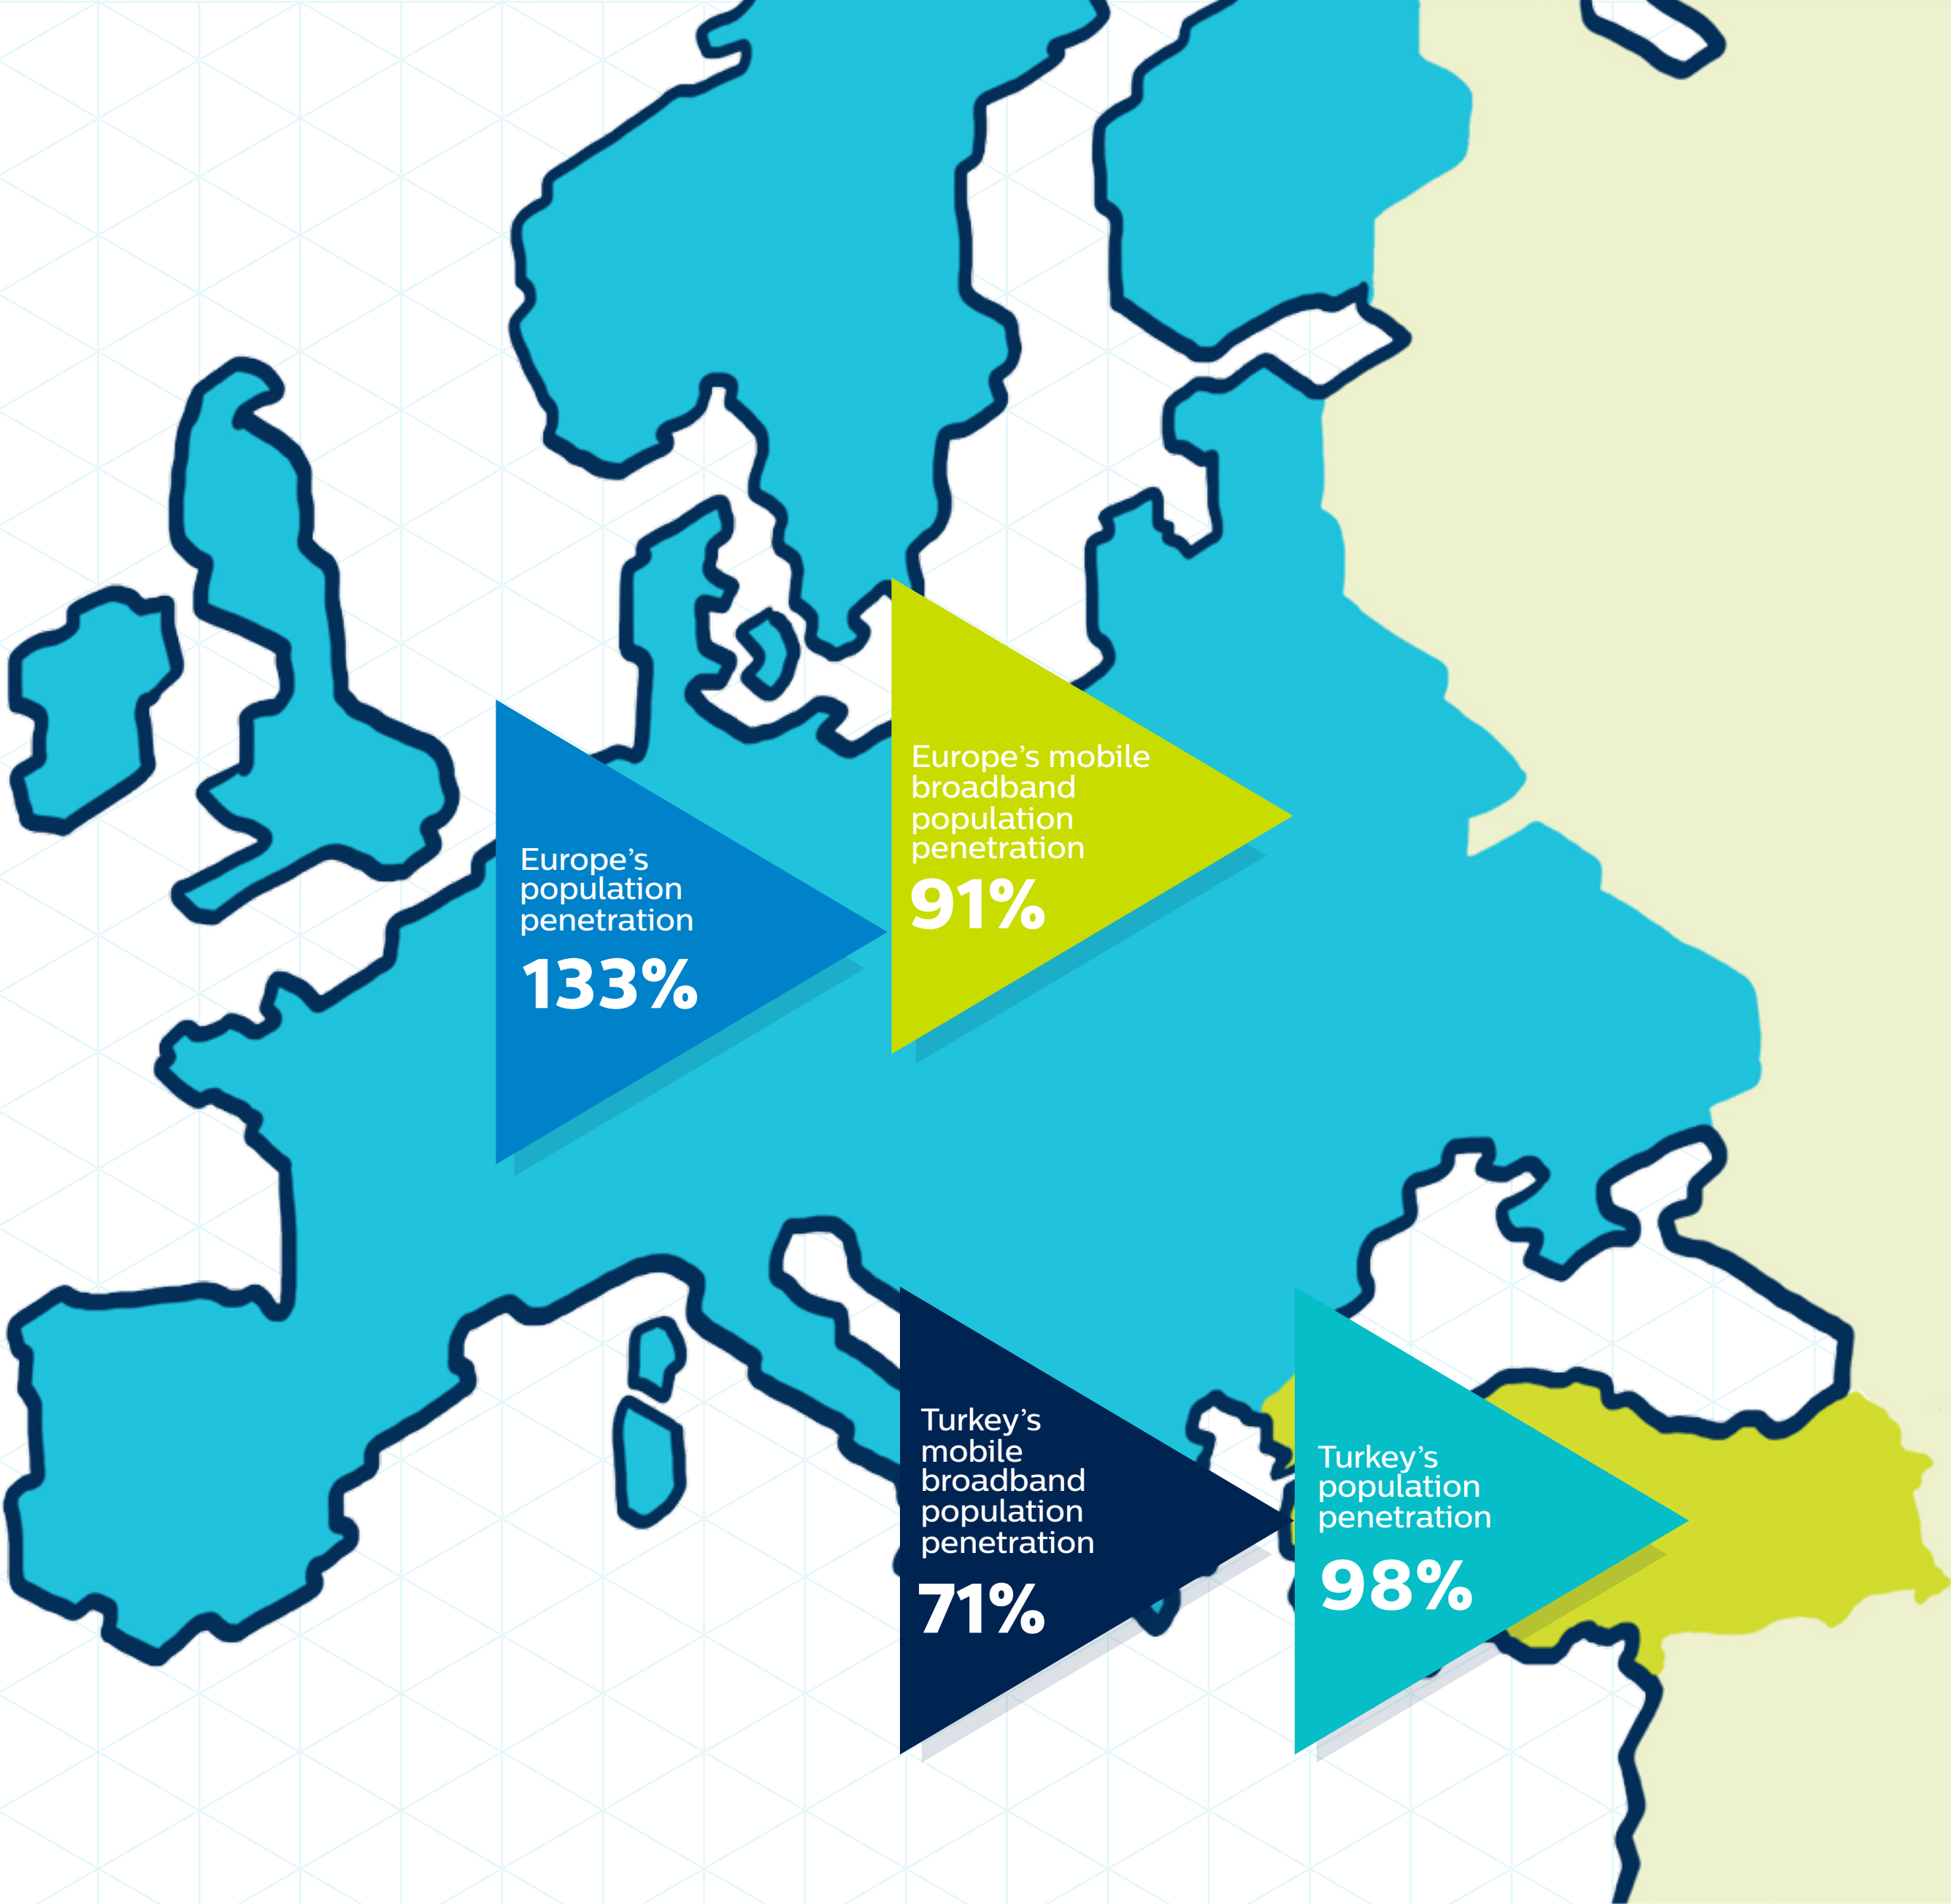 Europe’s mobile
broadband
population
penetration
91%
Europe’s
population
penetration
133%
Turkey’s
mobile
broadband
population
penetration
71%
Turkey’s
population
penetration
98%